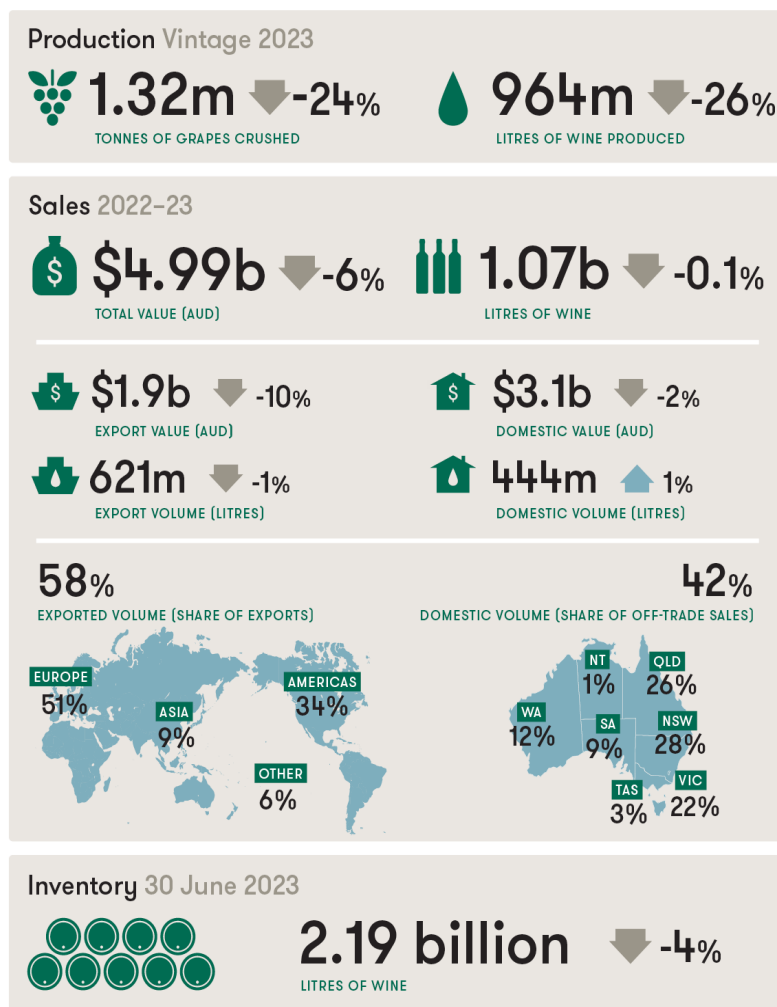 Production Vintage 2023
1.32m -24% 964m -26%
TONNES OF GRAPES CRUSHED LITRES OF WINE PRODUCED
Sales 2022–23
$ $4.99b -6% 1.07b -0.1%
TOTAL VALUE (AUD) LITRES OF WINE
$ $1.9b -10% $ $3.1b -2%
EXPORT VALUE (AUD) DOMESTIC VALUE (AUD)
621m -1% 444m 1%
EXPORT VOLUME (LITRES) DOMESTIC VOLUME (LITRES)
58% 42%
EXPORTED VOLUME (SHARE OF EXPORTS) DOMESTIC VOLUME (SHARE OF OFF-TRADE SALES)
EUROPE
51%
ASIA
9%
AMERICAS
34%
OTHER
6%
NT
1%
QLD
26%
WA
12%
SA
9%
NSW
28%
TAS
3%
VIC
22%
Inventory 30 June 2023
2.19 billion -4%
LITRES OF WINE